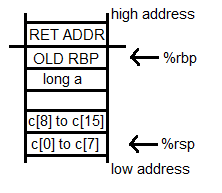 high address
RET ADDR
OLD RBP
%rbp
long a
c[8] to c[15]
c[0] to c[7]
%rsp
low address